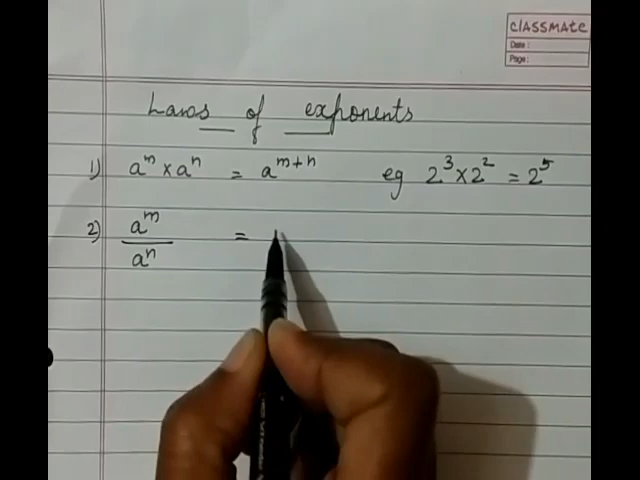 CLASSMATE
Date :
Page :
Laws of exponents
1) a^m × a^n = a^{m+n} eg 2^3 × 2^2 = 2^5
2) a^m / a^n =